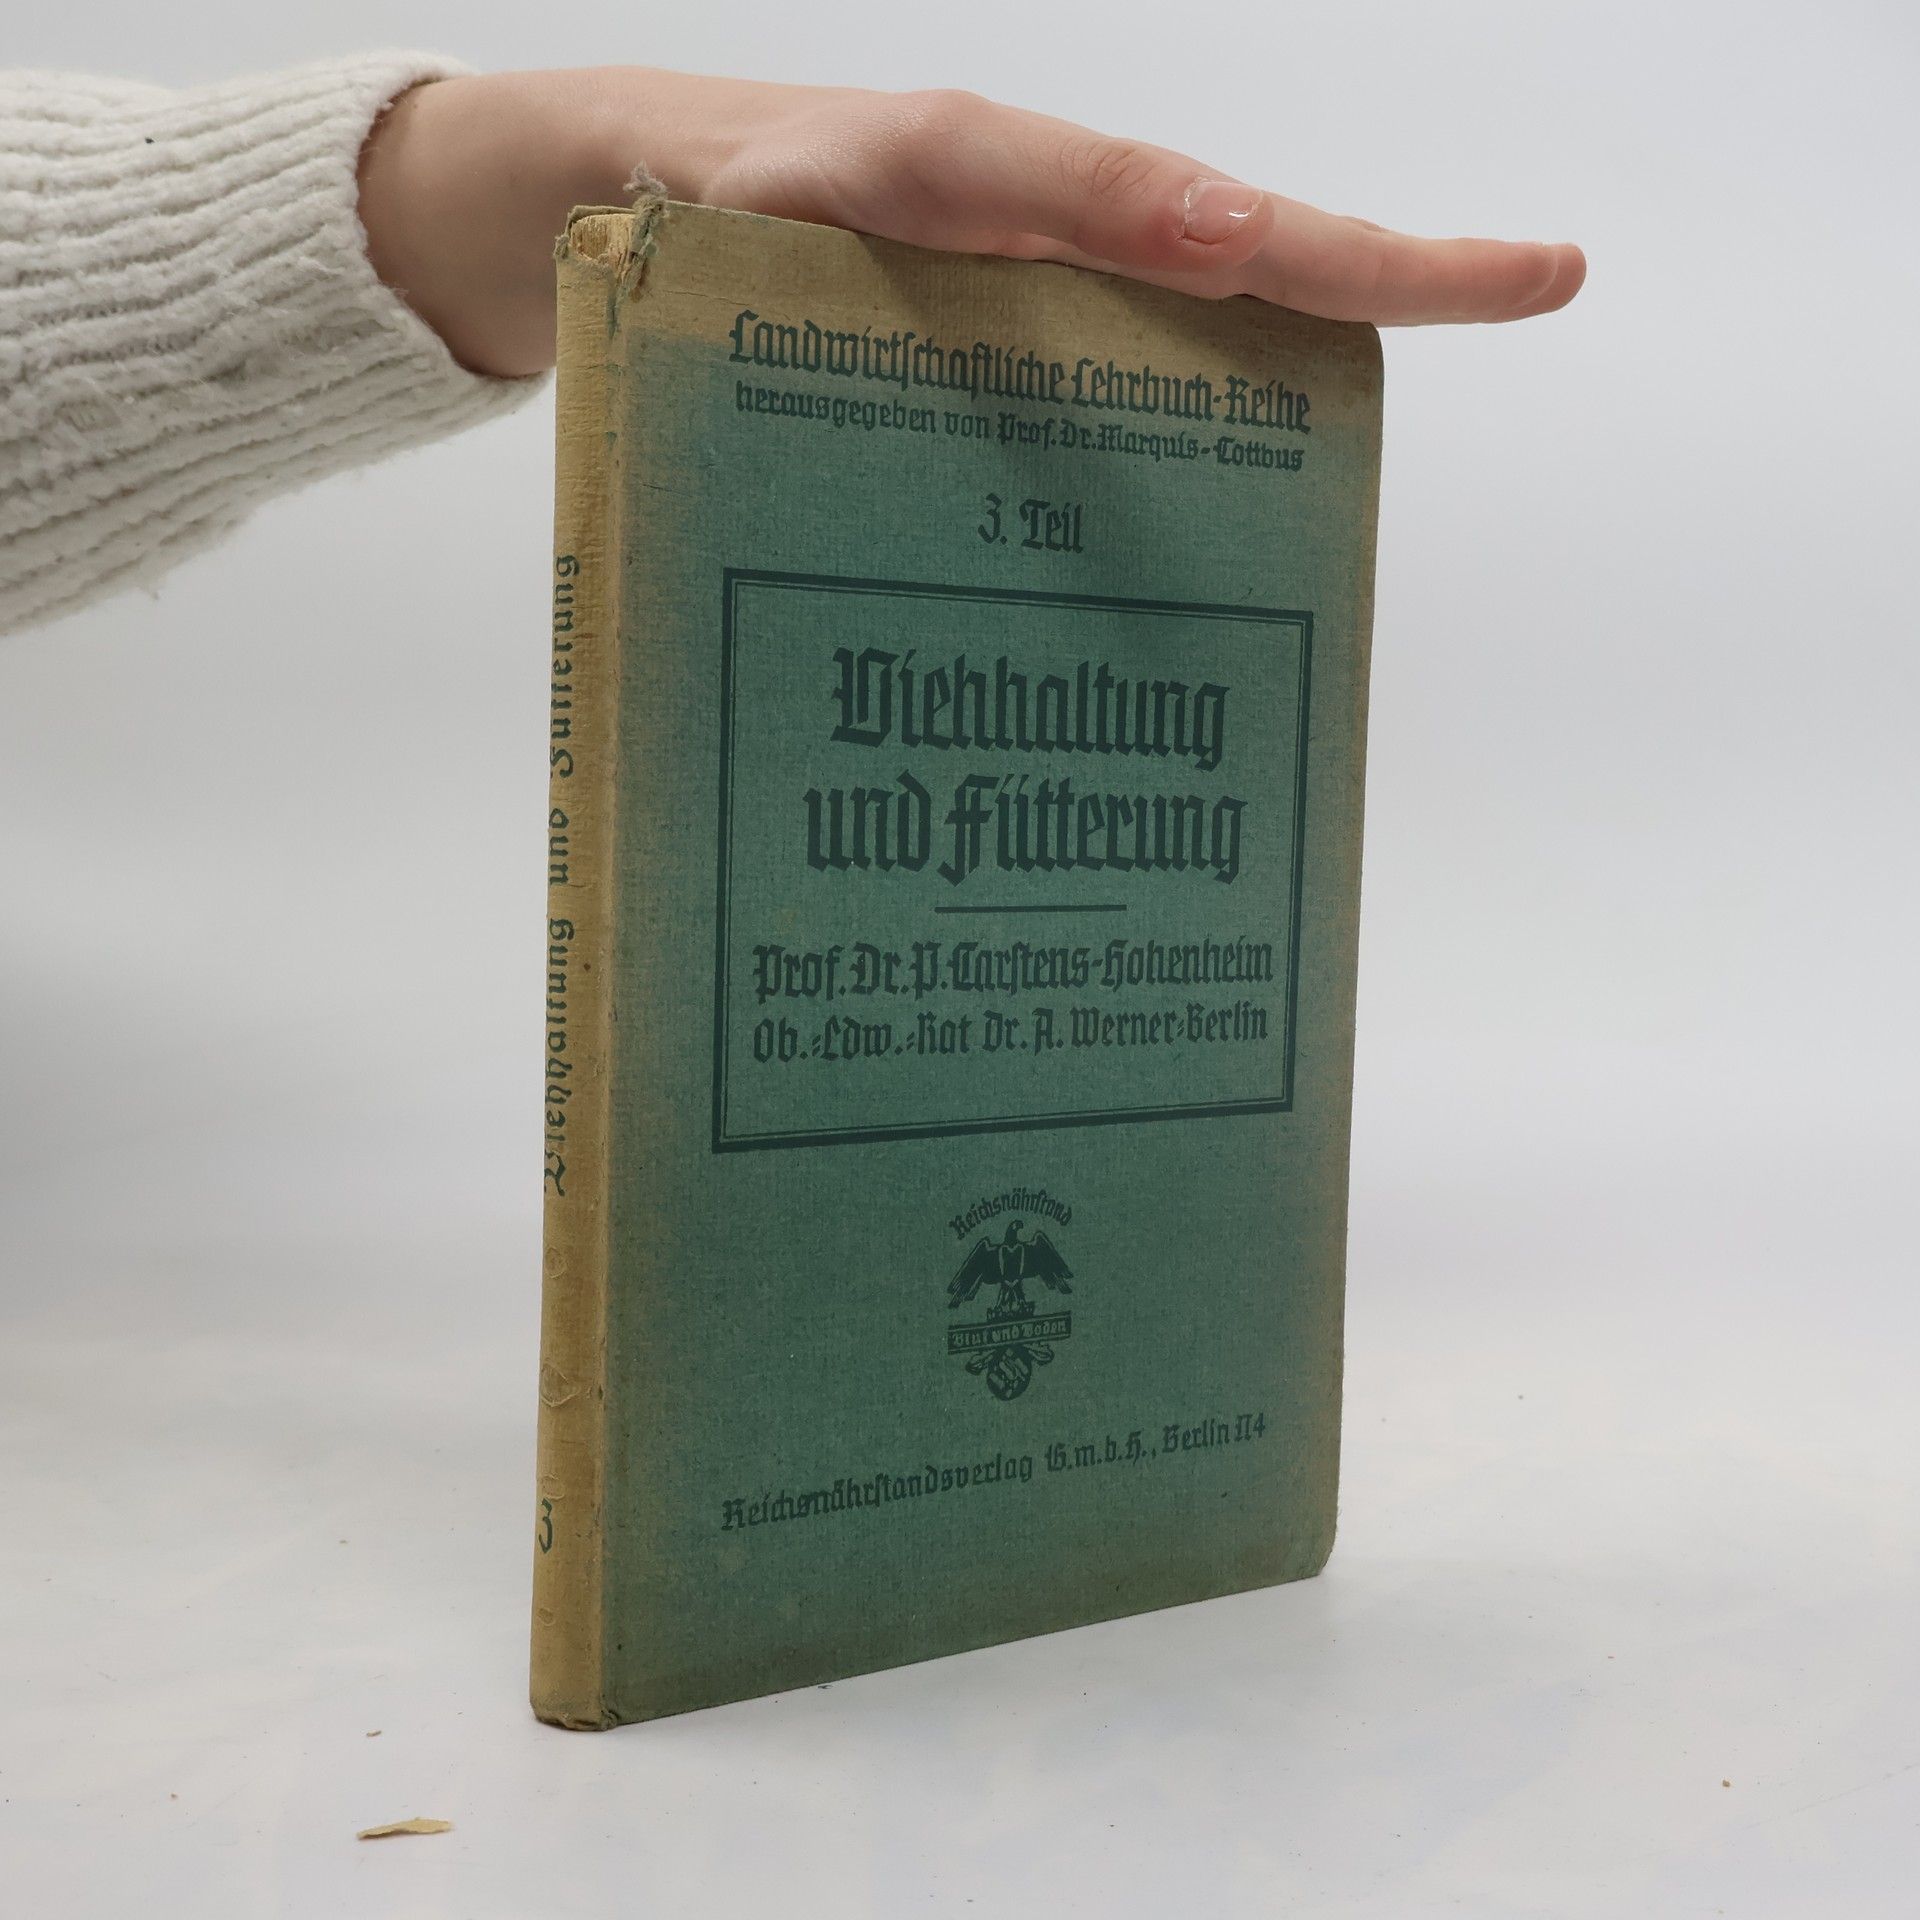 Landwirtschaftliche Lehrbuch-Reihe
herausgegeben von Prof. Dr. Marquis-Cottbus
3. Teil
Viehhaltung
und Fütterung
Prof. Dr. P. Carstens-Hohenheim
Ob.-Ldw.-Rat Dr. A. Werner-Berlin
Reichsnährstand
Blut und Boden
Reichsnährstandsverlag G.m.b.H., Berlin N4
Viehhaltung und Fütterung
3